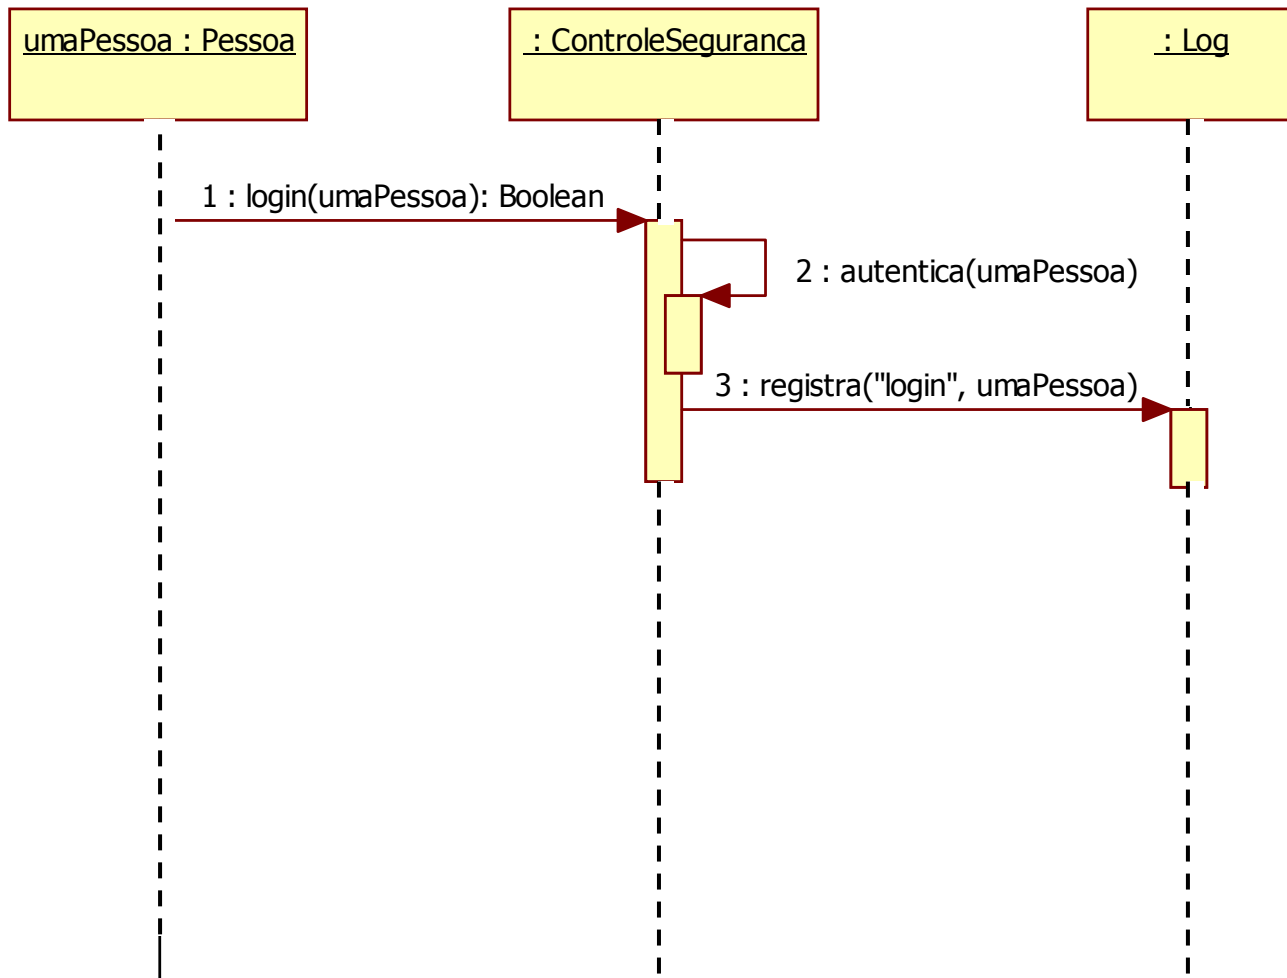 umaPessoa : Pessoa
: ControleSeguranca
: Log
1 : login(umaPessoa): Boolean
2 : autentica(umaPessoa)
3 : registra("login", umaPessoa)